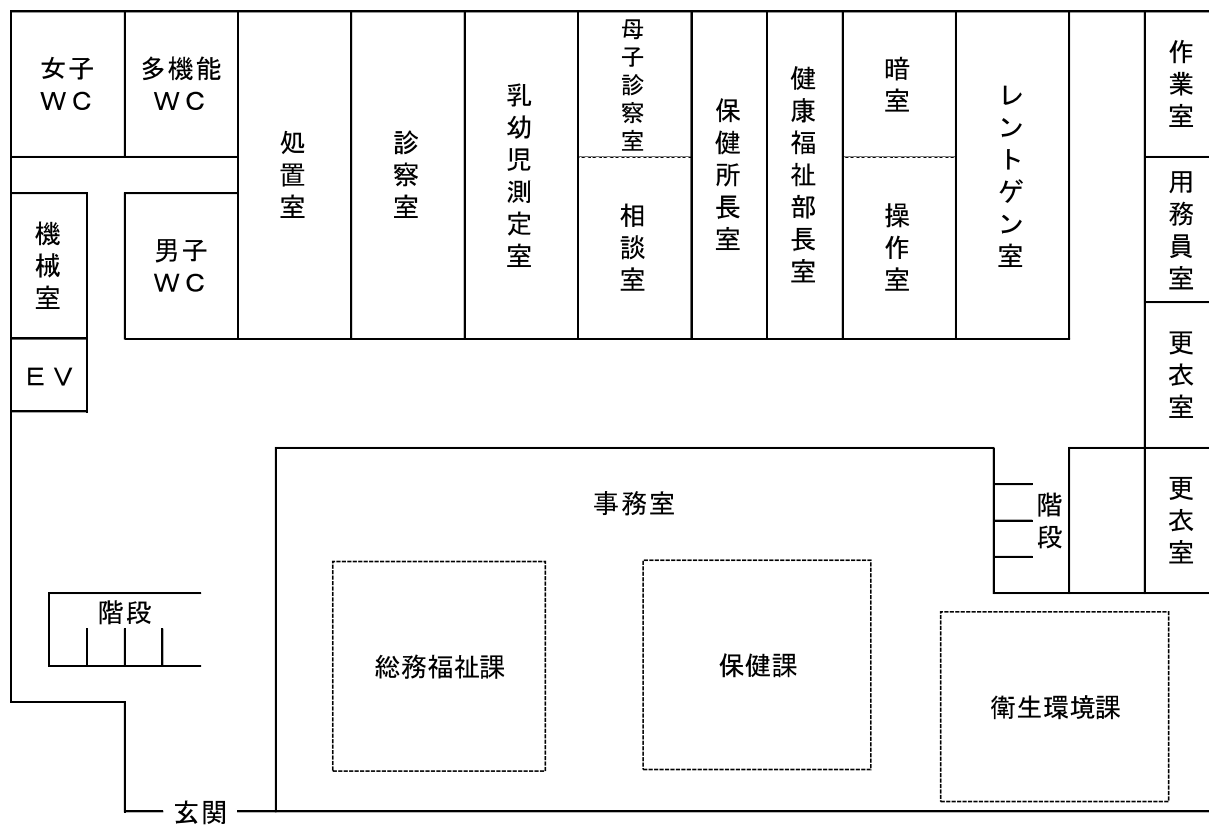 女子
ＷＣ
多機能
ＷＣ
処置室
診察室
乳幼児測定室
母子診察室
相談室
保健所長室
健康福祉部長室
暗室
操作室
レントゲン室
作業室
用務員室
更衣室
更衣室
機械室
男子
ＷＣ
ＥＶ
事務室
階段
階段
総務福祉課
保健課
衛生環境課
玄関